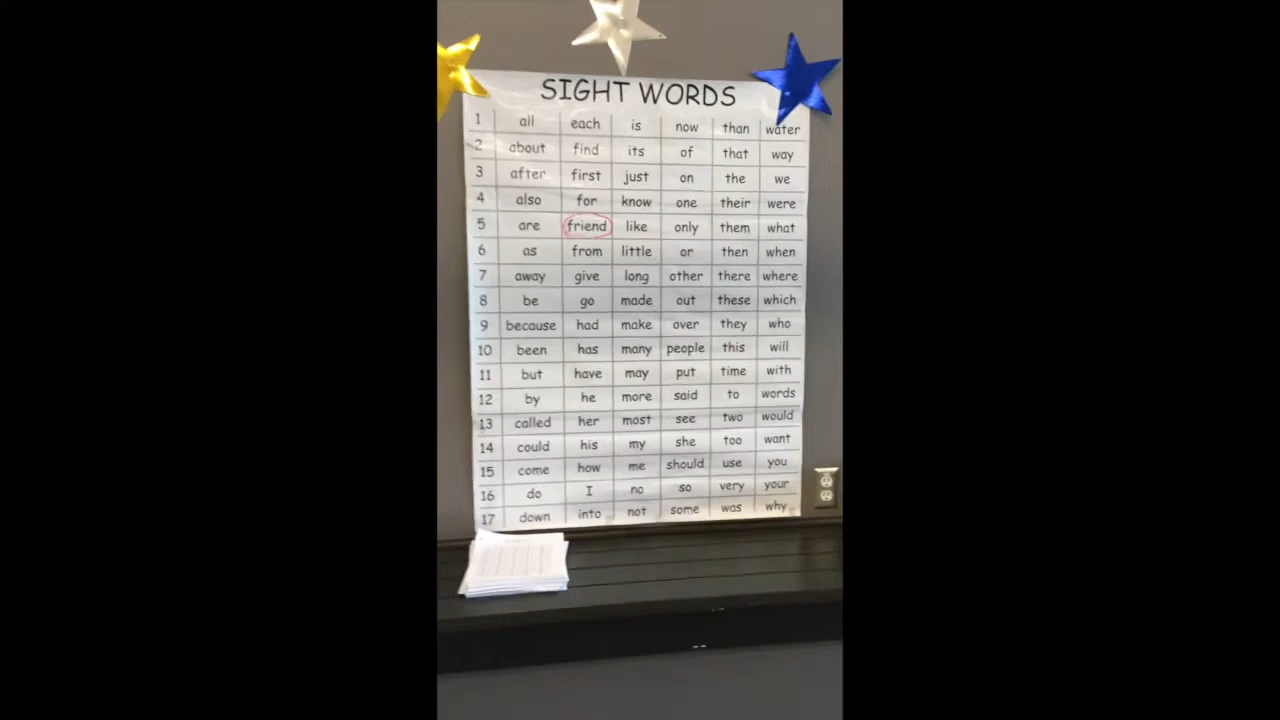 SIGHT WORDS
1 all each is now than water
2 about find its of that way
3 after first just on the we
4 also for know one their were
5 are friend like only them what
6 as from little or then when
7 away give long other there where
8 be go made out these which
9 because had make over they who
10 been has many people this will
11 but have may put time with
12 by he more said to words
13 called her most see two would
14 could his my she too want
15 come how me should use you
16 do I no so very your
17 down into not some was why